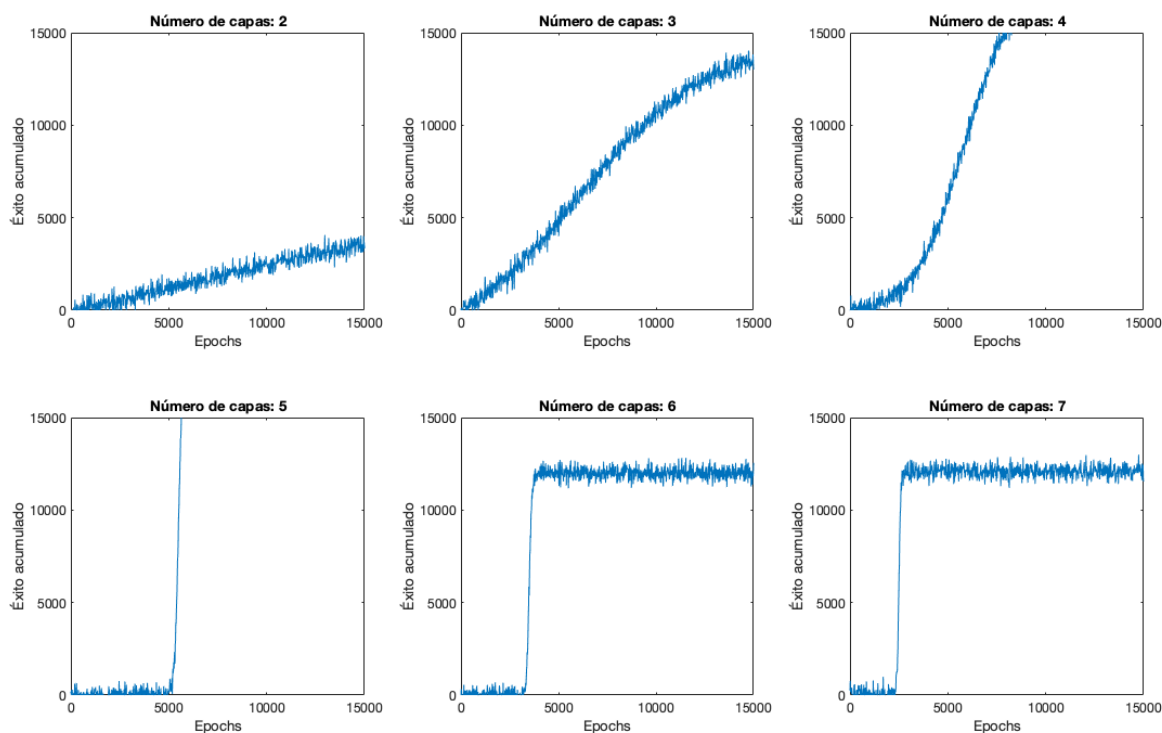 Número de capas: 2
15000
10000
5000
0
Éxito acumulado
0 5000 10000 15000
Epochs
Número de capas: 3
15000
10000
5000
0
Éxito acumulado
0 5000 10000 15000
Epochs
Número de capas: 4
15000
10000
5000
0
Éxito acumulado
0 5000 10000 15000
Epochs
Número de capas: 5
15000
10000
5000
0
Éxito acumulado
0 5000 10000 15000
Epochs
Número de capas: 6
15000
10000
5000
0
Éxito acumulado
0 5000 10000 15000
Epochs
Número de capas: 7
15000
10000
5000
0
Éxito acumulado
0 5000 10000 15000
Epochs